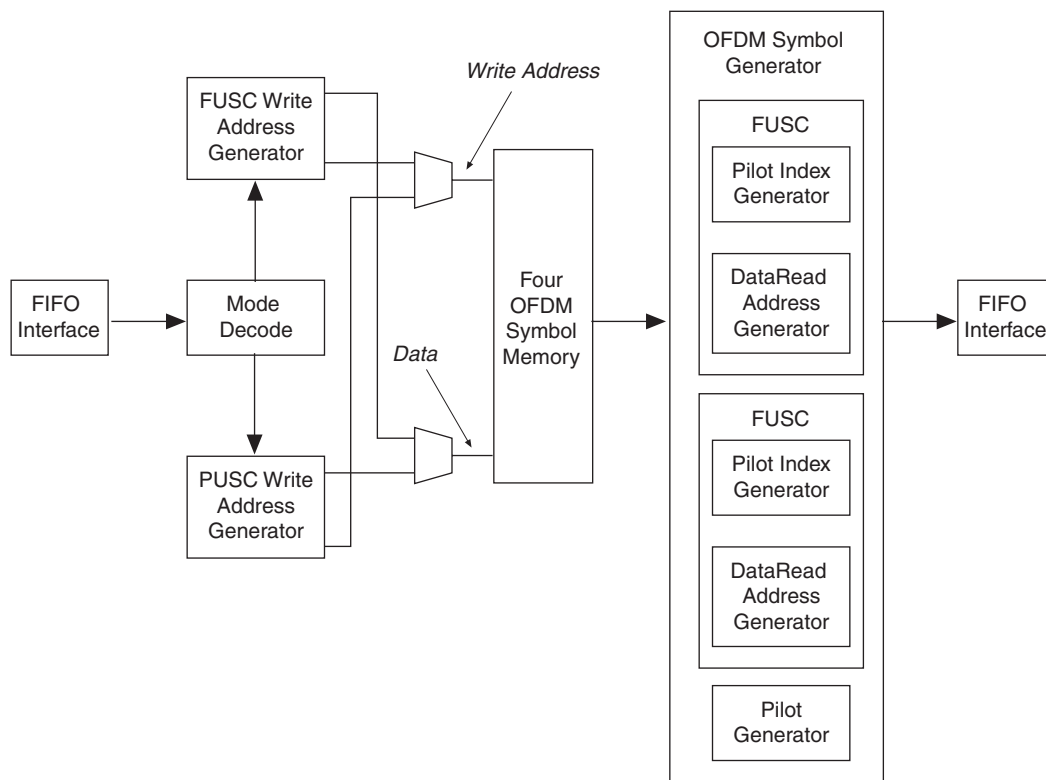 OFDM Symbol
Generator
Write Address
FUSC Write
Address
Generator
FUSC
Pilot Index
Generator
DataRead
Address
Generator
FIFO
Interface
Mode
Decode
Four
OFDM
Symbol
Memory
FIFO
Interface
Data
FUSC
Pilot Index
Generator
PUSC Write
Address
Generator
DataRead
Address
Generator
Pilot
Generator